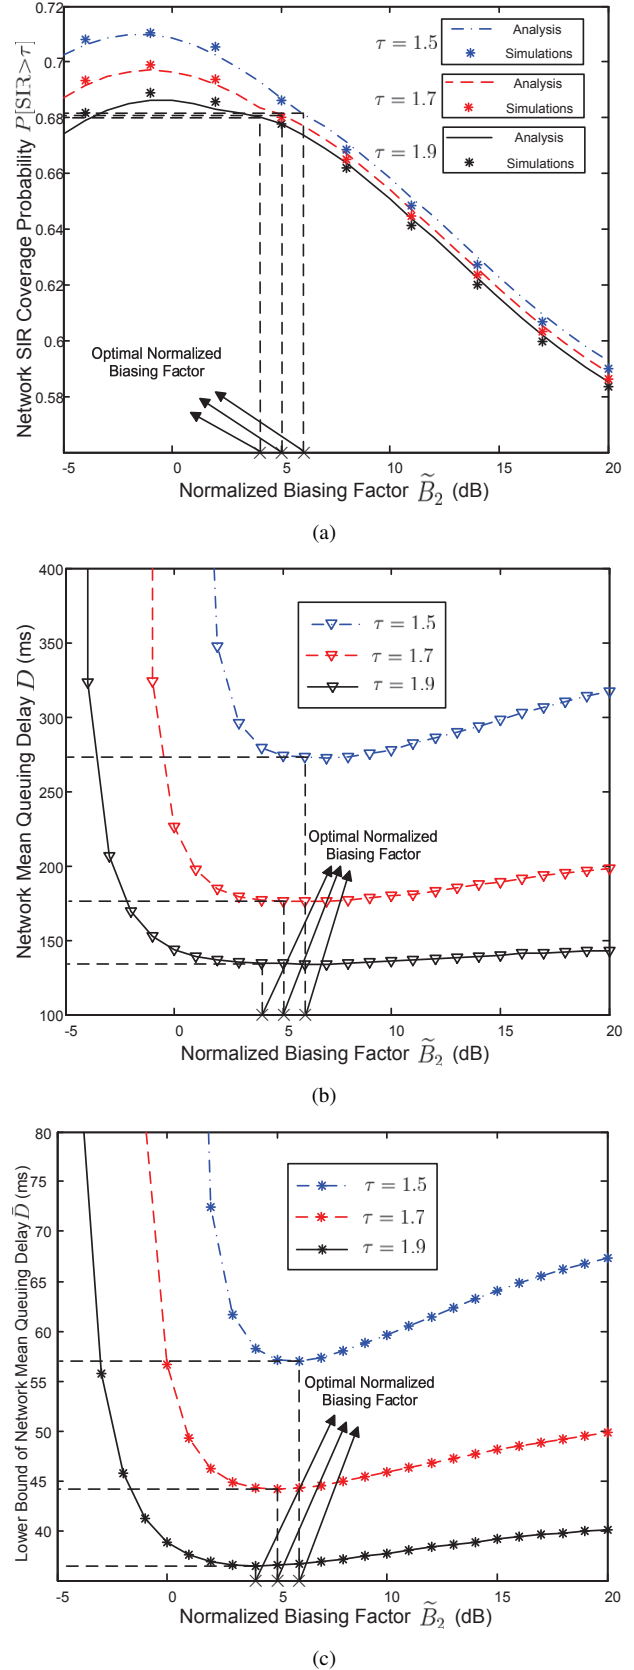 0.72
0.7
0.68
0.66
0.64
0.62
0.6
0.58
Network SIR Coverage Probability P[SIR>τ]
τ = 1.5
Analysis
Simulations
τ = 1.7
Analysis
Simulations
τ = 1.9
Analysis
Simulations
Optimal Normalized
Biasing Factor
-5 0 5 10 15 20
Normalized Biasing Factor B̃₂ (dB)
(a)
400
350
300
250
200
150
100
Network Mean Queuing Delay D (ms)
τ = 1.5
τ = 1.7
τ = 1.9
Optimal Normalized
Biasing Factor
-5 0 5 10 15 20
Normalized Biasing Factor B̃₂ (dB)
(b)
80
75
70
65
60
55
50
45
40
Lower Bound of Network Mean Queuing Delay D̄ (ms)
τ = 1.5
τ = 1.7
τ = 1.9
Optimal Normalized
Biasing Factor
-5 0 5 10 15 20
Normalized Biasing Factor B̃₂ (dB)
(c)